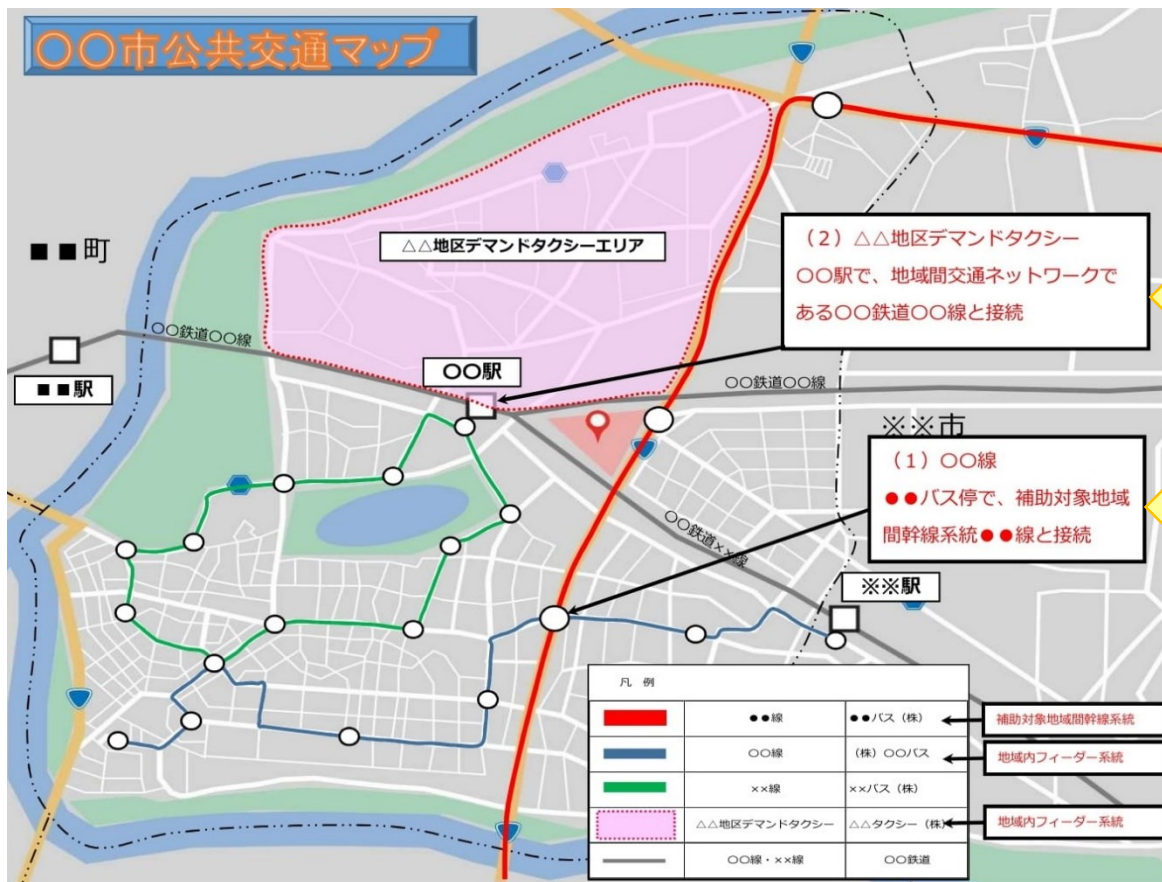 〇〇市公共交通マップ
■■町
△△地区デマンドタクシーエリア
(2)△△地区デマンドタクシー
〇〇駅で、地域間交通ネットワークで
ある〇〇鉄道〇〇線と接続
〇〇鉄道〇〇線
■■駅
〇〇駅
〇〇鉄道〇〇線
※※市
(1)〇〇線
●●バス停で、補助対象地域
間幹線系統●●線と接続
〇〇鉄道××線
※※駅
凡 例
●●線 ●●バス(株) 補助対象地域間幹線系統
〇〇線 (株)〇〇バス 地域内フィーダー系統
××線 ××バス(株)
△△地区デマンドタクシー △△タクシー(株) 地域内フィーダー系統
〇〇線・××線 〇〇鉄道